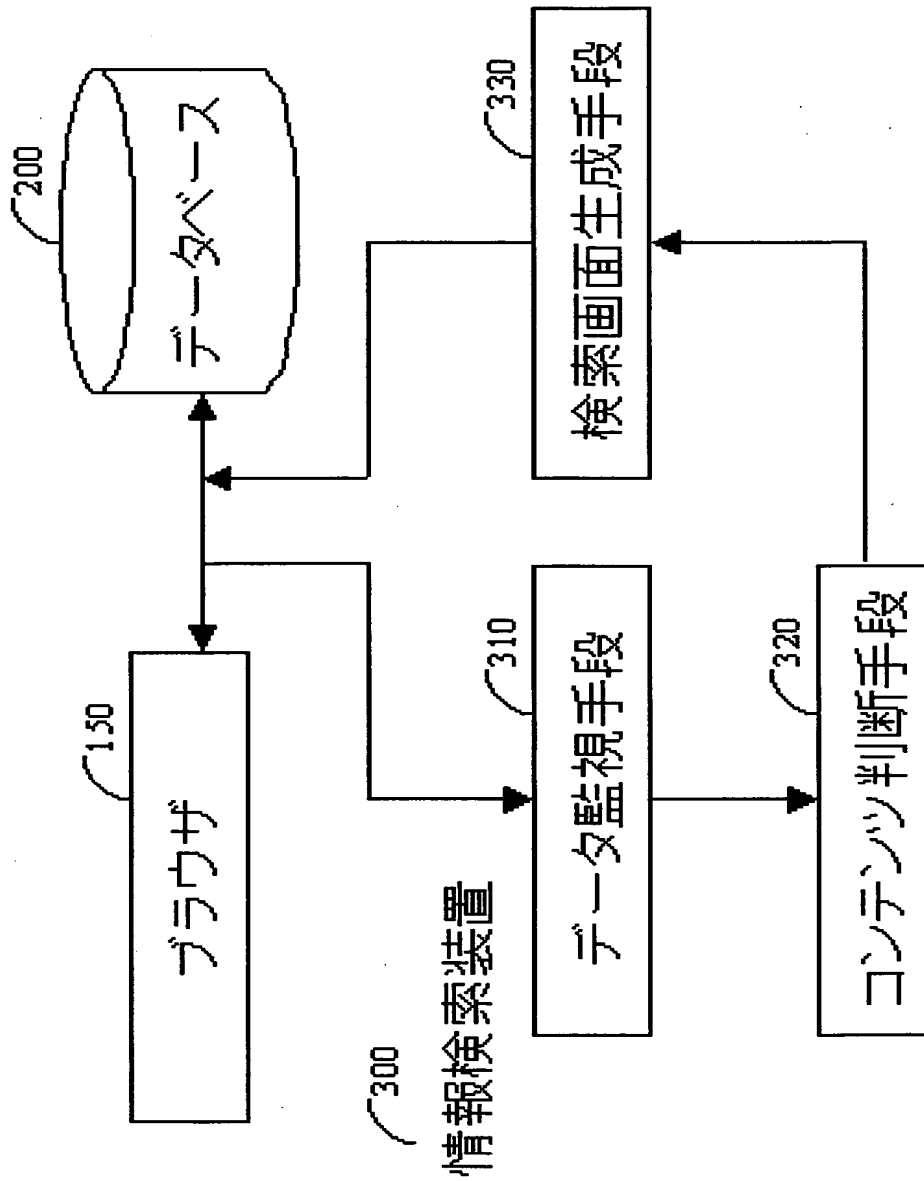 150
ブラウザ
200
データベース
300
情報検索装置
310
データ監視手段
330
検索画面生成手段
320
コンテンツ判断手段